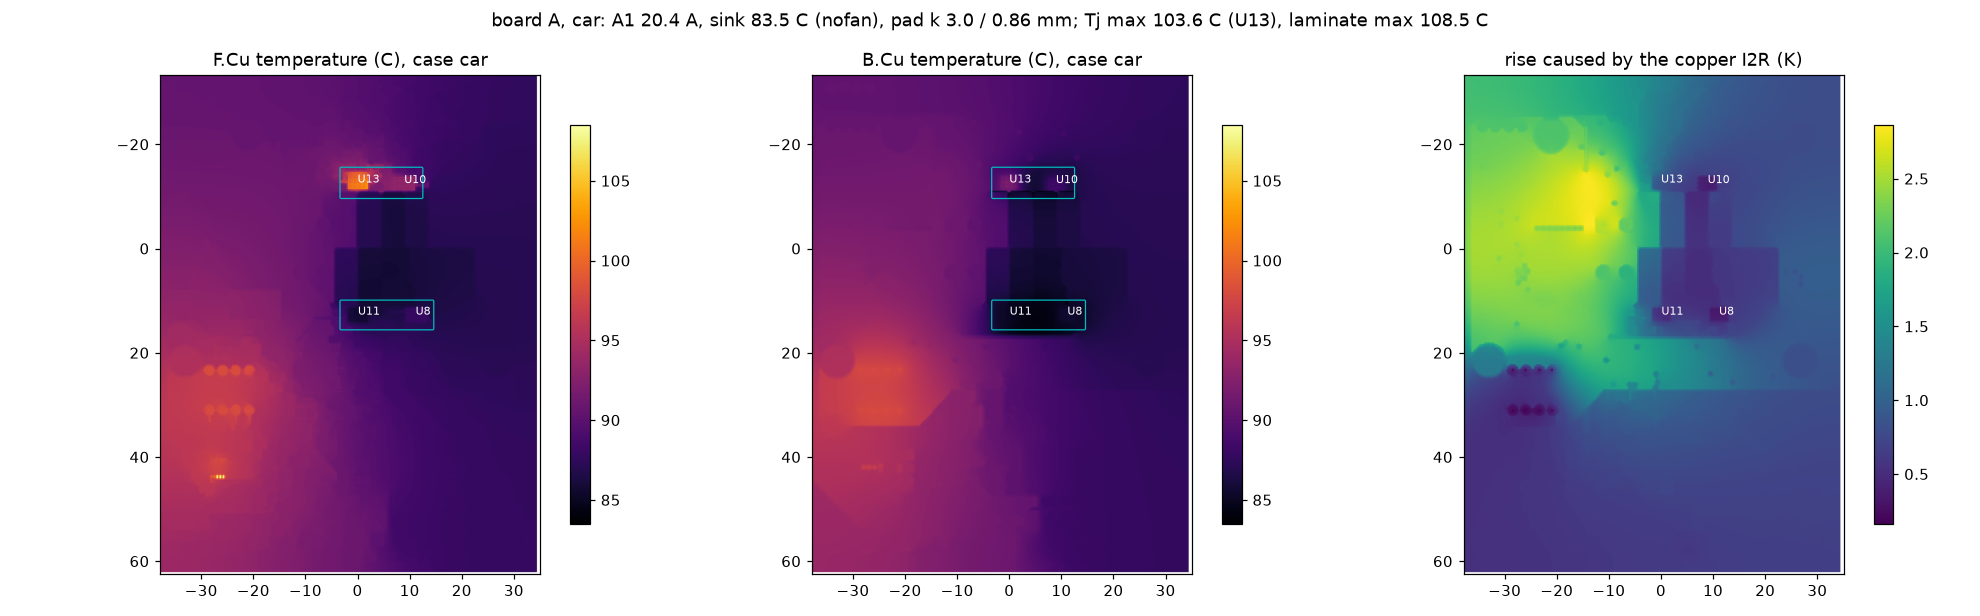 board A, car: A1 20.4 A, sink 83.5 C (nofan), pad k 3.0 / 0.86 mm; Tj max 103.6 C (U13), laminate max 108.5 C
F.Cu temperature (C), case car
−20
0
20
40
60
−30 −20 −10 0 10 20 30
U13 U10
U11 U8
105
100
95
90
85
B.Cu temperature (C), case car
−20
0
20
40
60
−30 −20 −10 0 10 20 30
U13 U10
U11 U8
105
100
95
90
85
rise caused by the copper I2R (K)
−20
0
20
40
60
−30 −20 −10 0 10 20 30
U13 U10
U11 U8
2.5
2.0
1.5
1.0
0.5